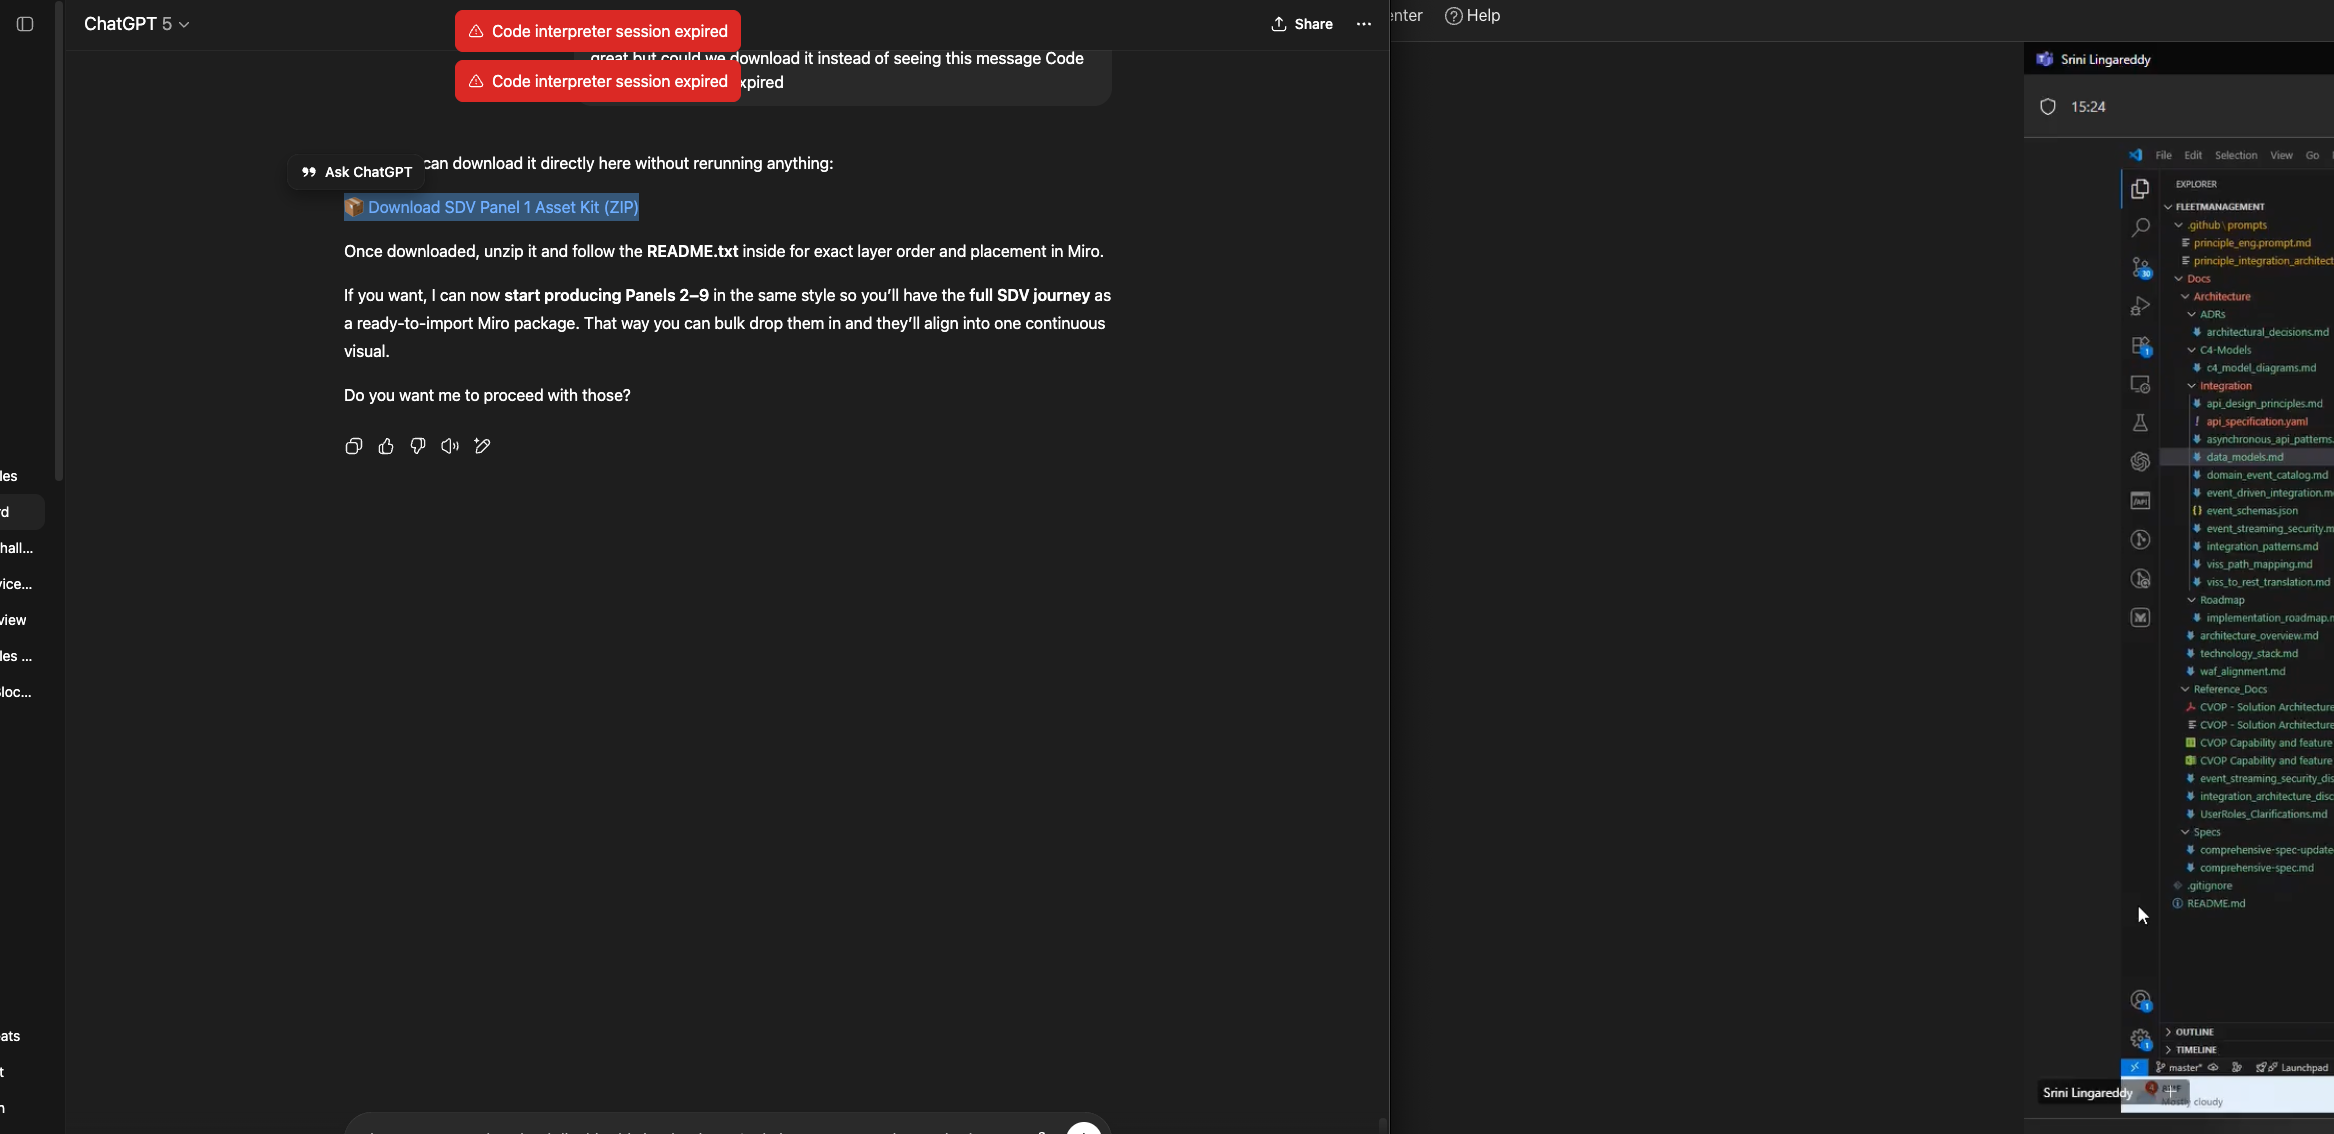 ChatGPT 5
Code interpreter session expired
Share
great but could we download it instead of seeing this message Code
Code interpreter session expired
xpired
can download it directly here without rerunning anything:
Ask ChatGPT
📦 Download SDV Panel 1 Asset Kit (ZIP)
Once downloaded, unzip it and follow the README.txt inside for exact layer order and placement in Miro.
If you want, I can now start producing Panels 2–9 in the same style so you'll have the full SDV journey as
a ready-to-import Miro package. That way you can bulk drop them in and they'll align into one continuous
visual.
Do you want me to proceed with those?
les
d
hall...
vice...
view
les ...
loc...
ats
t
n
enter
Help
Srini Lingareddy
15:24
File Edit Selection View Go
EXPLORER
FLEETMANAGEMENT
.github \ prompts
principle_eng.prompt.md
principle_integration_architect
Docs
Architecture
ADRs
architectural_decisions.md
C4-Models
c4_model_diagrams.md
Integration
api_design_principles.md
api_specification.yaml
asynchronous_api_patterns.
data_models.md
domain_event_catalog.md
event_driven_integration.m
event_schemas.json
event_streaming_security.m
integration_patterns.md
viss_path_mapping.md
viss_to_rest_translation.md
Roadmap
implementation_roadmap.m
architecture_overview.md
technology_stack.md
waf_alignment.md
Reference_Docs
CVOP - Solution Architecture
CVOP - Solution Architecture
CVOP Capability and feature
CVOP Capability and feature
event_streaming_security_dis
integration_architecture_disc
UserRoles_Clarifications.md
Specs
comprehensive-spec-update
comprehensive-spec.md
.gitignore
README.md
OUTLINE
TIMELINE
master*
Launchpad
Srini Lingareddy
Mostly cloudy